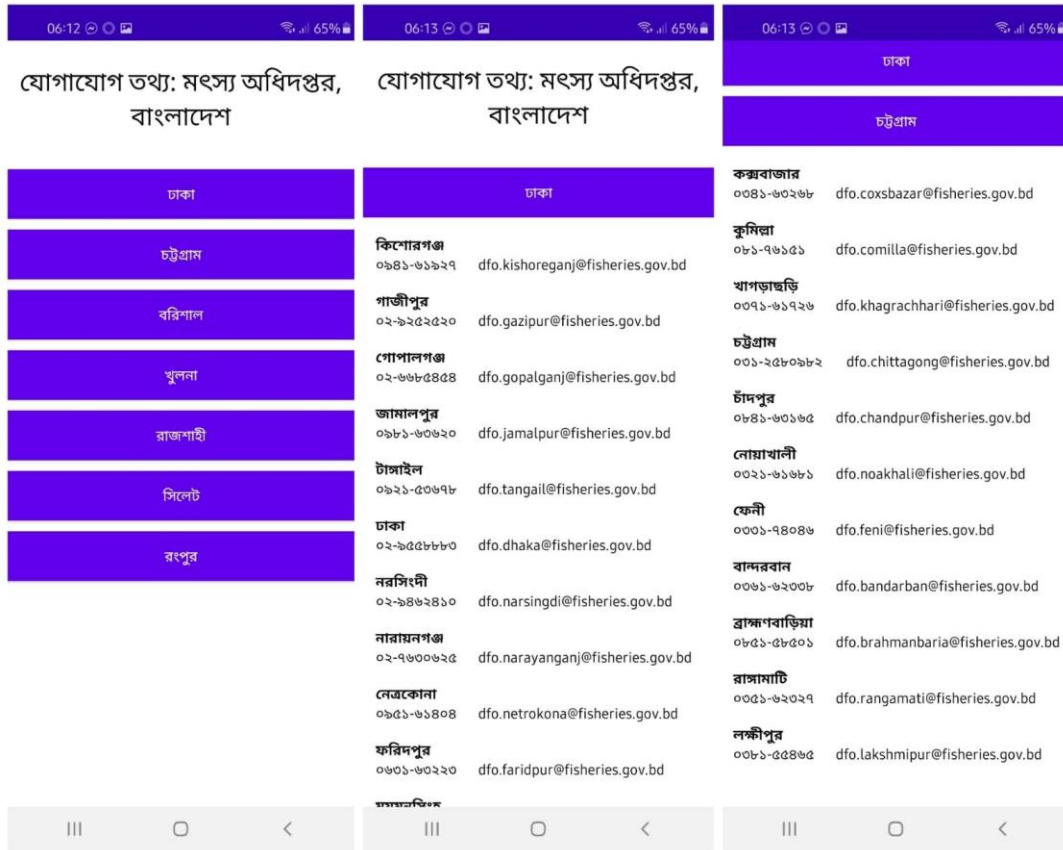 06:12 65%
যোগাযোগ তথ্য: মৎস্য অধিদপ্তর,
বাংলাদেশ
ঢাকা
চট্টগ্রাম
বরিশাল
খুলনা
রাজশাহী
সিলেট
রংপুর
06:13 65%
যোগাযোগ তথ্য: মৎস্য অধিদপ্তর,
বাংলাদেশ
ঢাকা
কিশোরগঞ্জ
০৯৪১-৬১৯২৭ dfo.kishoreganj@fisheries.gov.bd
গাজীপুর
০২-৯২৫২৫২০ dfo.gazipur@fisheries.gov.bd
গোপালগঞ্জ
০২-৬৬৮৫৪৫৪ dfo.gopalganj@fisheries.gov.bd
জামালপুর
০৯৮১-৬৩৬২০ dfo.jamalpur@fisheries.gov.bd
টাঙ্গাইল
০৯২১-৫৩৬৭৮ dfo.tangail@fisheries.gov.bd
ঢাকা
০২-৯৫৫৮৮৮৩ dfo.dhaka@fisheries.gov.bd
নরসিংদী
০২-৯৪৬২৪১০ dfo.narsingdi@fisheries.gov.bd
নারায়নগঞ্জ
০২-৭৬৩০৬২৫ dfo.narayanganj@fisheries.gov.bd
নেত্রকোনা
০৯৫১-৬১৪০৪ dfo.netrokona@fisheries.gov.bd
ফরিদপুর
০৬৩১-৬৩২২৩ dfo.faridpur@fisheries.gov.bd
06:13 65%
ঢাকা
চট্টগ্রাম
কক্সবাজার
০৩৪১-৬৩২৬৮ dfo.coxsbazar@fisheries.gov.bd
কুমিল্লা
০৮১-৭৬১৫১ dfo.comilla@fisheries.gov.bd
খাগড়াছড়ি
০৩৭১-৬১৭২৬ dfo.khagrachhari@fisheries.gov.bd
চট্টগ্রাম
০৩১-২৫৮০৯৮২ dfo.chittagong@fisheries.gov.bd
চাঁদপুর
০৮৪১-৬৩১৬৫ dfo.chandpur@fisheries.gov.bd
নোয়াখালী
০৩২১-৬১৬৮১ dfo.noakhali@fisheries.gov.bd
ফেনী
০৩৩১-৭৪০৪৬ dfo.feni@fisheries.gov.bd
বান্দরবান
০৩৬১-৬২৩৩৮ dfo.bandarban@fisheries.gov.bd
ব্রাহ্মণবাড়িয়া
০৮৫১-৫৮৫০১ dfo.brahmanbaria@fisheries.gov.bd
রাঙ্গামাটি
০৩৫১-৬২৩২৭ dfo.rangamati@fisheries.gov.bd
লক্ষীপুর
০৩৮১-৫৫৪৬৫ dfo.lakshmipur@fisheries.gov.bd